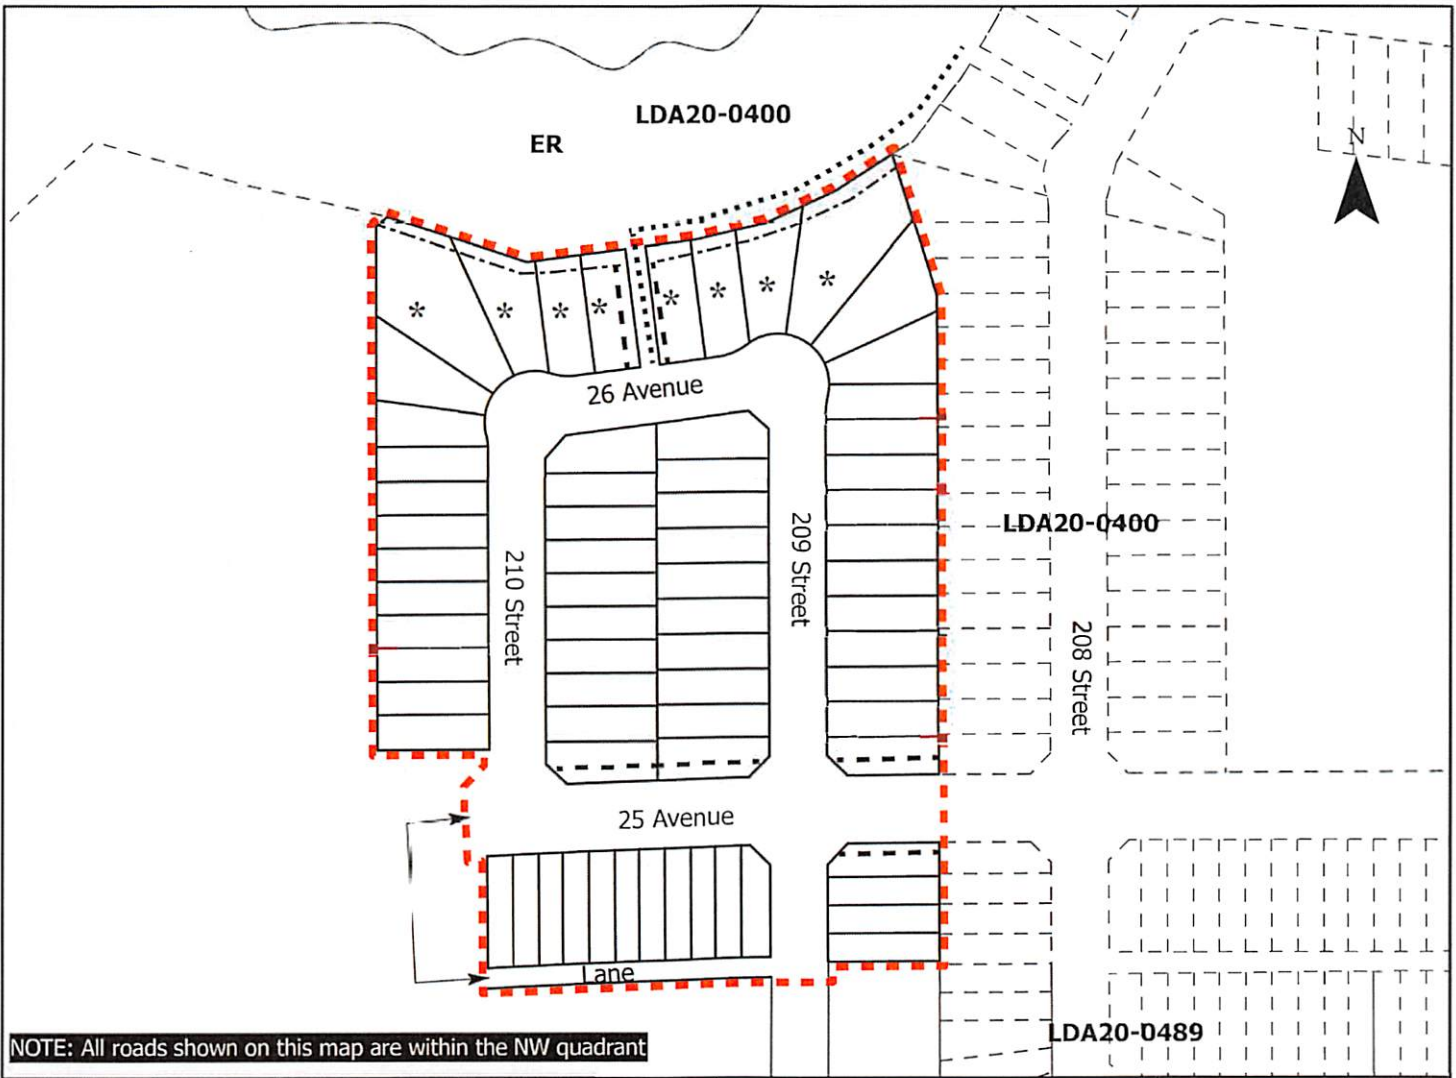 LDA20-0400
ER
N
* * * * * * * *
26 Avenue
210 Street
209 Street
LDA20-0400
208 Street
25 Avenue
Lane
LDA20-0489
NOTE: All roads shown on this map are within the NW quadrant